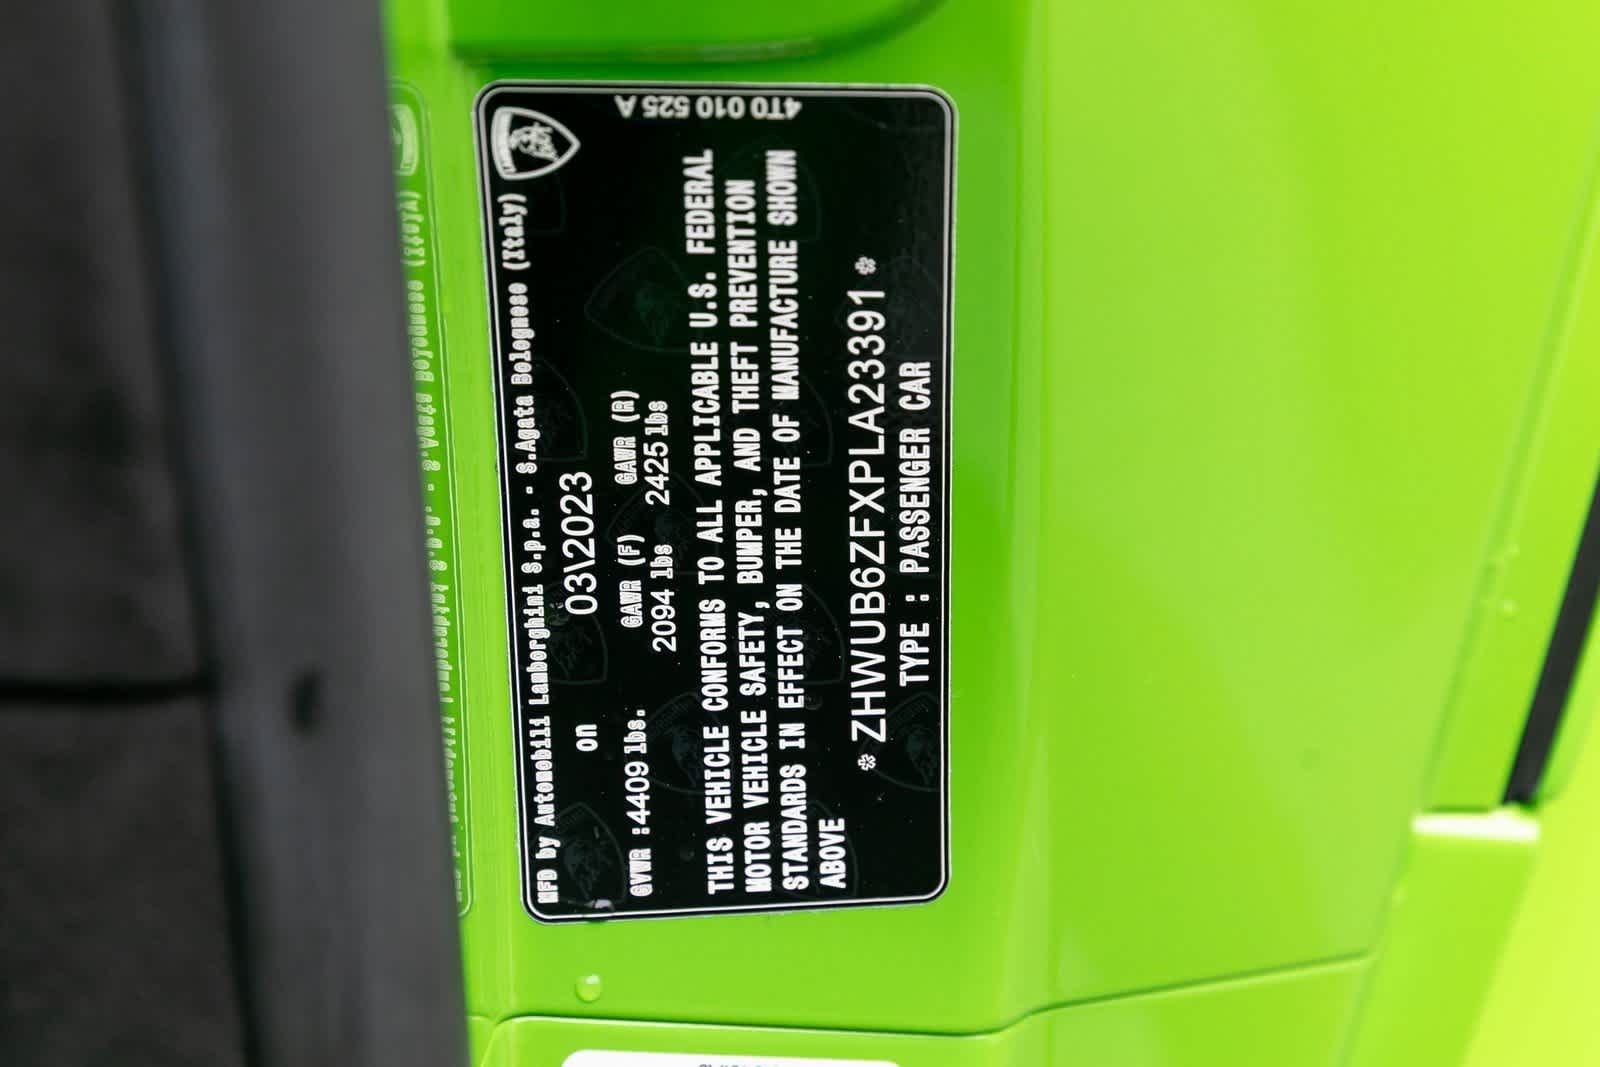 4T0 010 525 A
MFD by Automobili Lamborghini S.p.a. - S.Agata Bolognese (Italy)
on 03\2023
GVWR : 4409 lbs. GAWR (F) GAWR (R)
2094 lbs 2425 lbs
THIS VEHICLE CONFORMS TO ALL APPLICABLE U.S. FEDERAL
MOTOR VEHICLE SAFETY, BUMPER, AND THEFT PREVENTION
STANDARDS IN EFFECT ON THE DATE OF MANUFACTURE SHOWN
ABOVE
* ZHWUB6ZFXPLA23391 *
TYPE : PASSENGER CAR